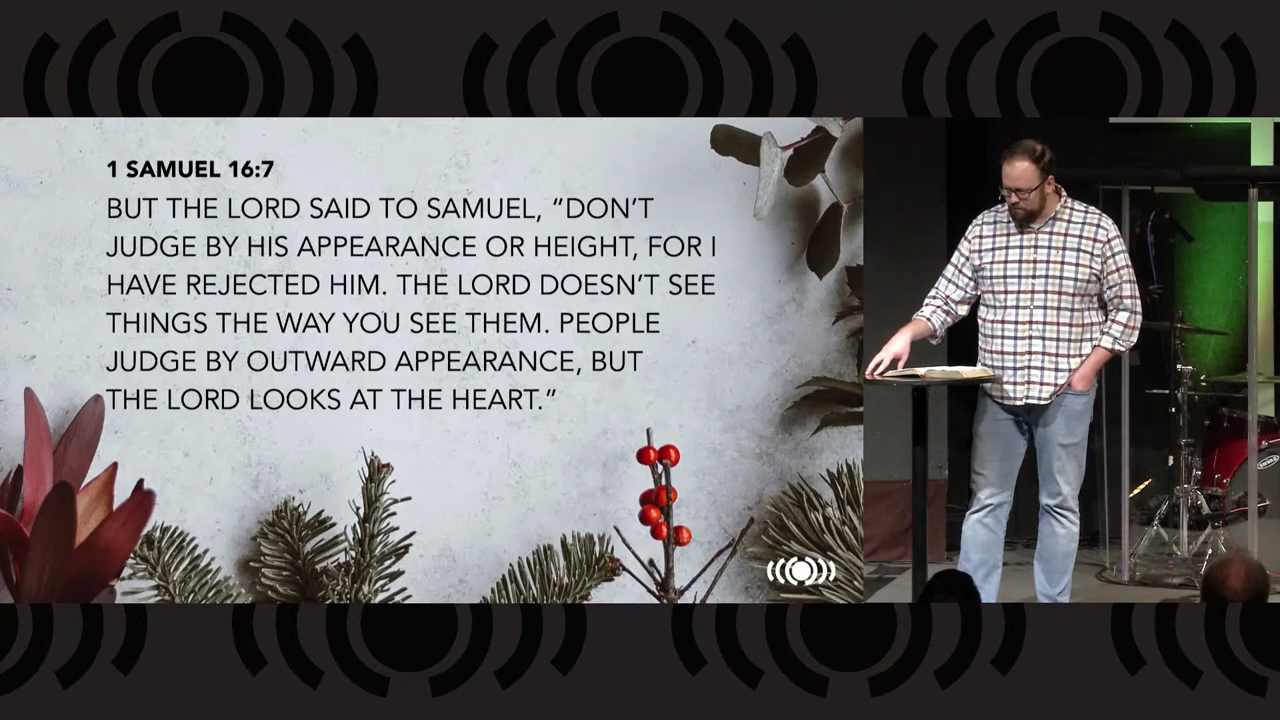 1 SAMUEL 16:7
BUT THE LORD SAID TO SAMUEL, “DON’T
JUDGE BY HIS APPEARANCE OR HEIGHT, FOR I
HAVE REJECTED HIM. THE LORD DOESN’T SEE
THINGS THE WAY YOU SEE THEM. PEOPLE
JUDGE BY OUTWARD APPEARANCE, BUT
THE LORD LOOKS AT THE HEART.”